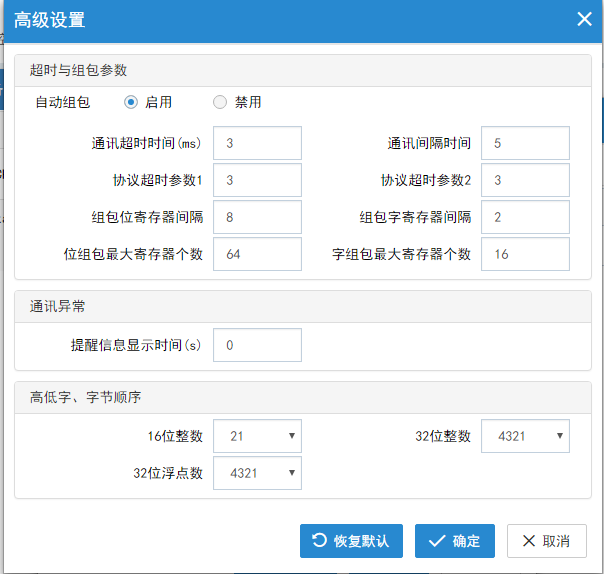 高级设置
超时与组包参数
自动组包 启用 禁用
通讯超时时间(ms) 3 通讯间隔时间 5
协议超时参数1 3 协议超时参数2 3
组包位寄存器间隔 8 组包字寄存器间隔 2
位组包最大寄存器个数 64 字组包最大寄存器个数 16
通讯异常
提醒信息显示时间(s) 0
高低字、字节顺序
16位整数 21 32位整数 4321
32位浮点数 4321
恢复默认 确定 取消